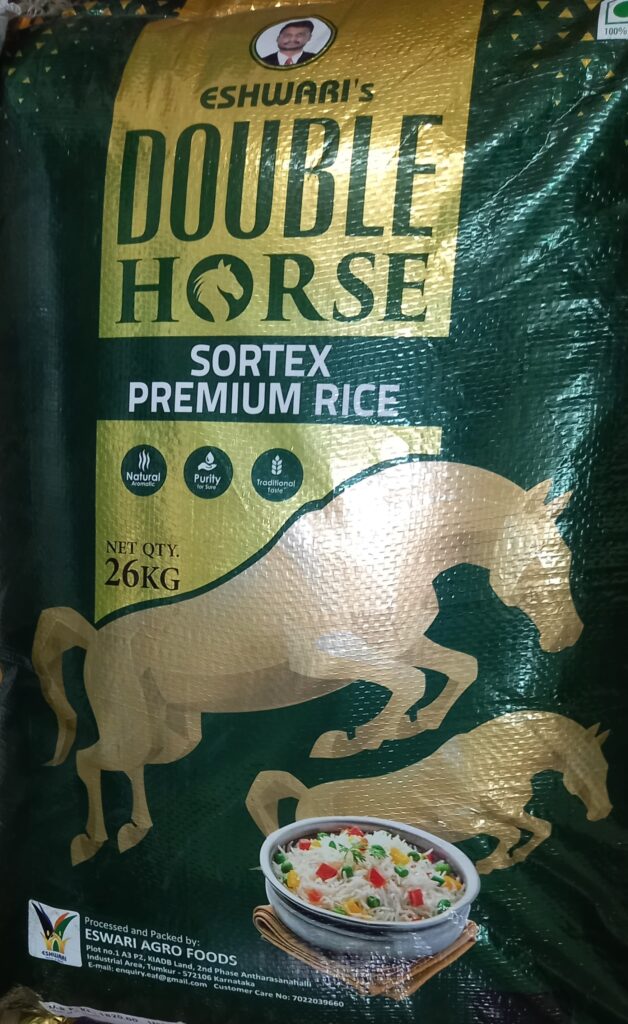 100%
ESHWARI's
DOUBLE
HORSE
SORTEX
PREMIUM RICE
Natural
Aromatic
Purity
for Sure
Traditional
Taste
NET QTY.
26KG
ESHWARI
Processed and Packed by:
ESWARI AGRO FOODS
Plot no.1 A3 P2, KIADB Land, 2nd Phase Antharasanahalli
Industrial Area, Tumkur - 572106 Karnataka
E-mail: enquiry.eaf@gmail.com Customer Care No: 7022039660